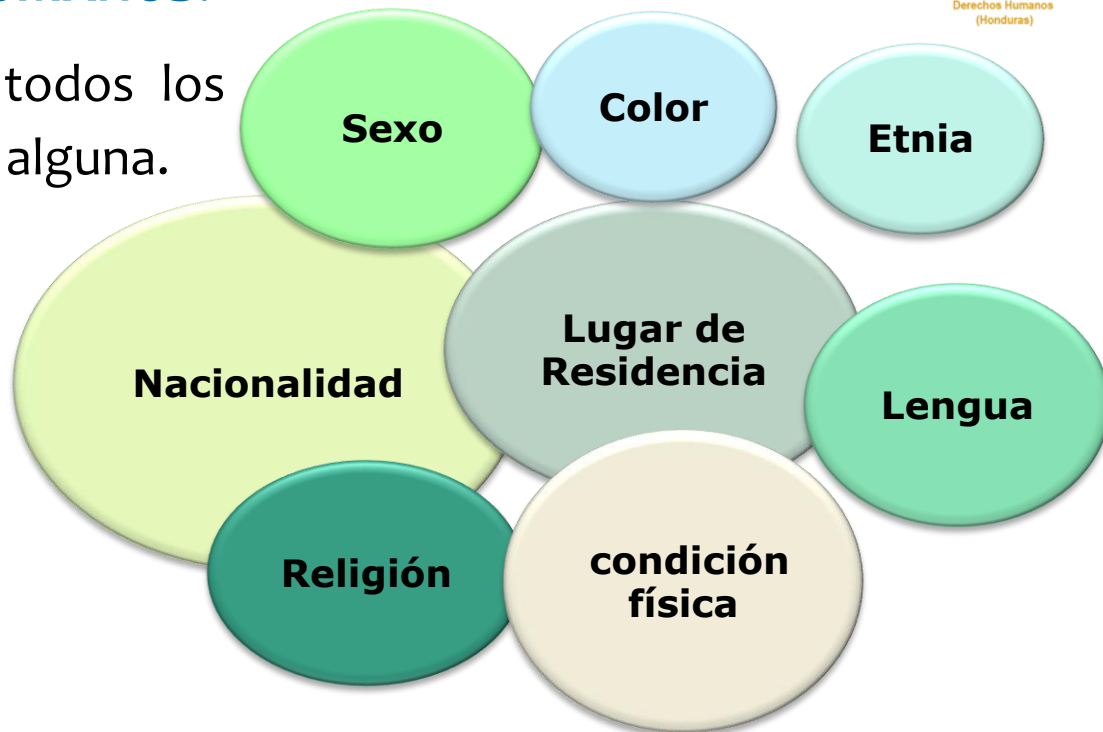 Derechos Humanos
(Honduras)
todos los
alguna.
Sexo
Color
Etnia
Nacionalidad
Lugar de
Residencia
Lengua
Religión
condición
física